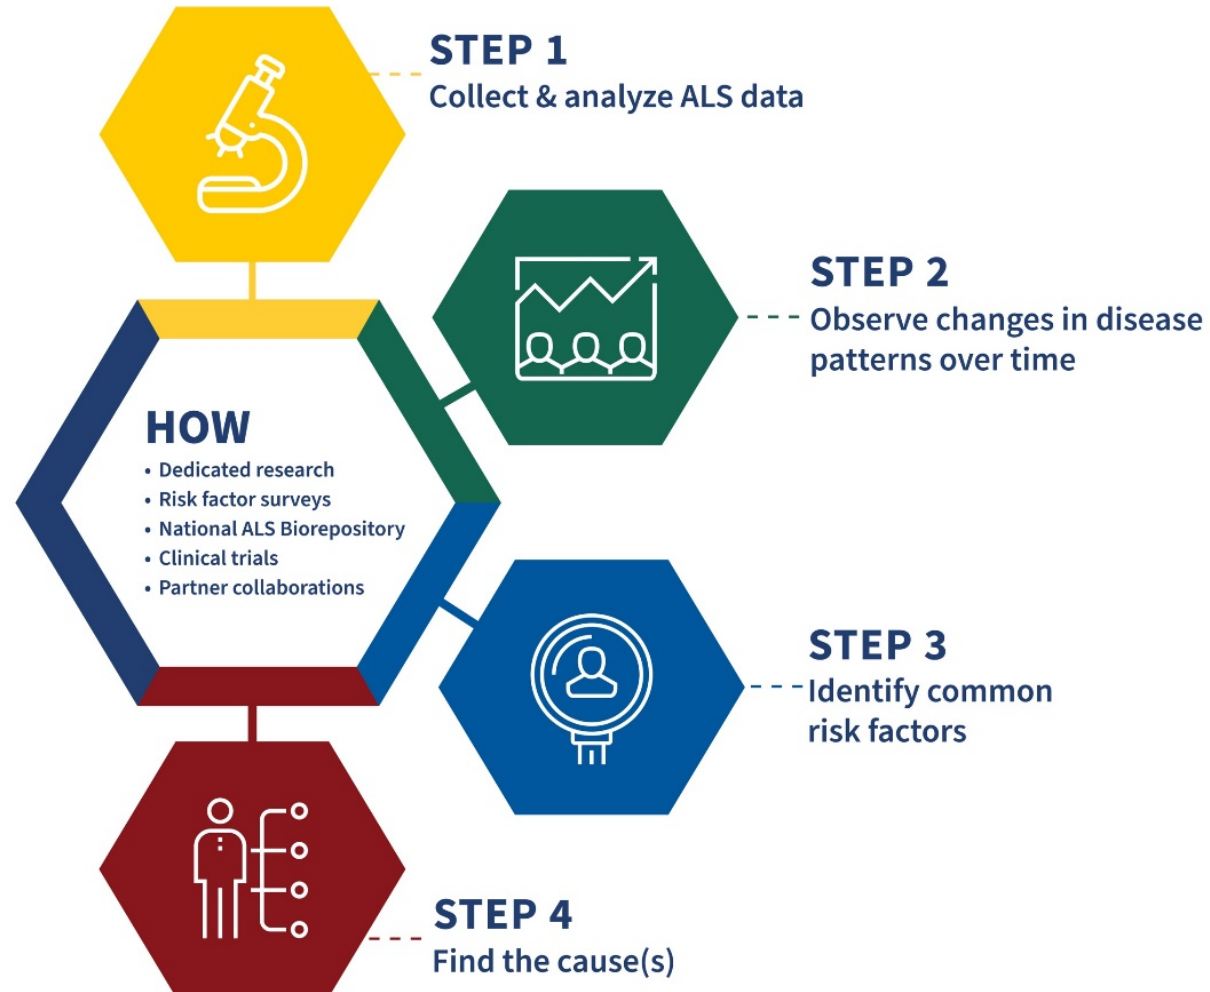 STEP 1
Collect & analyze ALS data
STEP 2
Observe changes in disease
patterns over time
HOW
• Dedicated research
• Risk factor surveys
• National ALS Biorepository
• Clinical trials
• Partner collaborations
STEP 3
Identify common
risk factors
STEP 4
Find the cause(s)